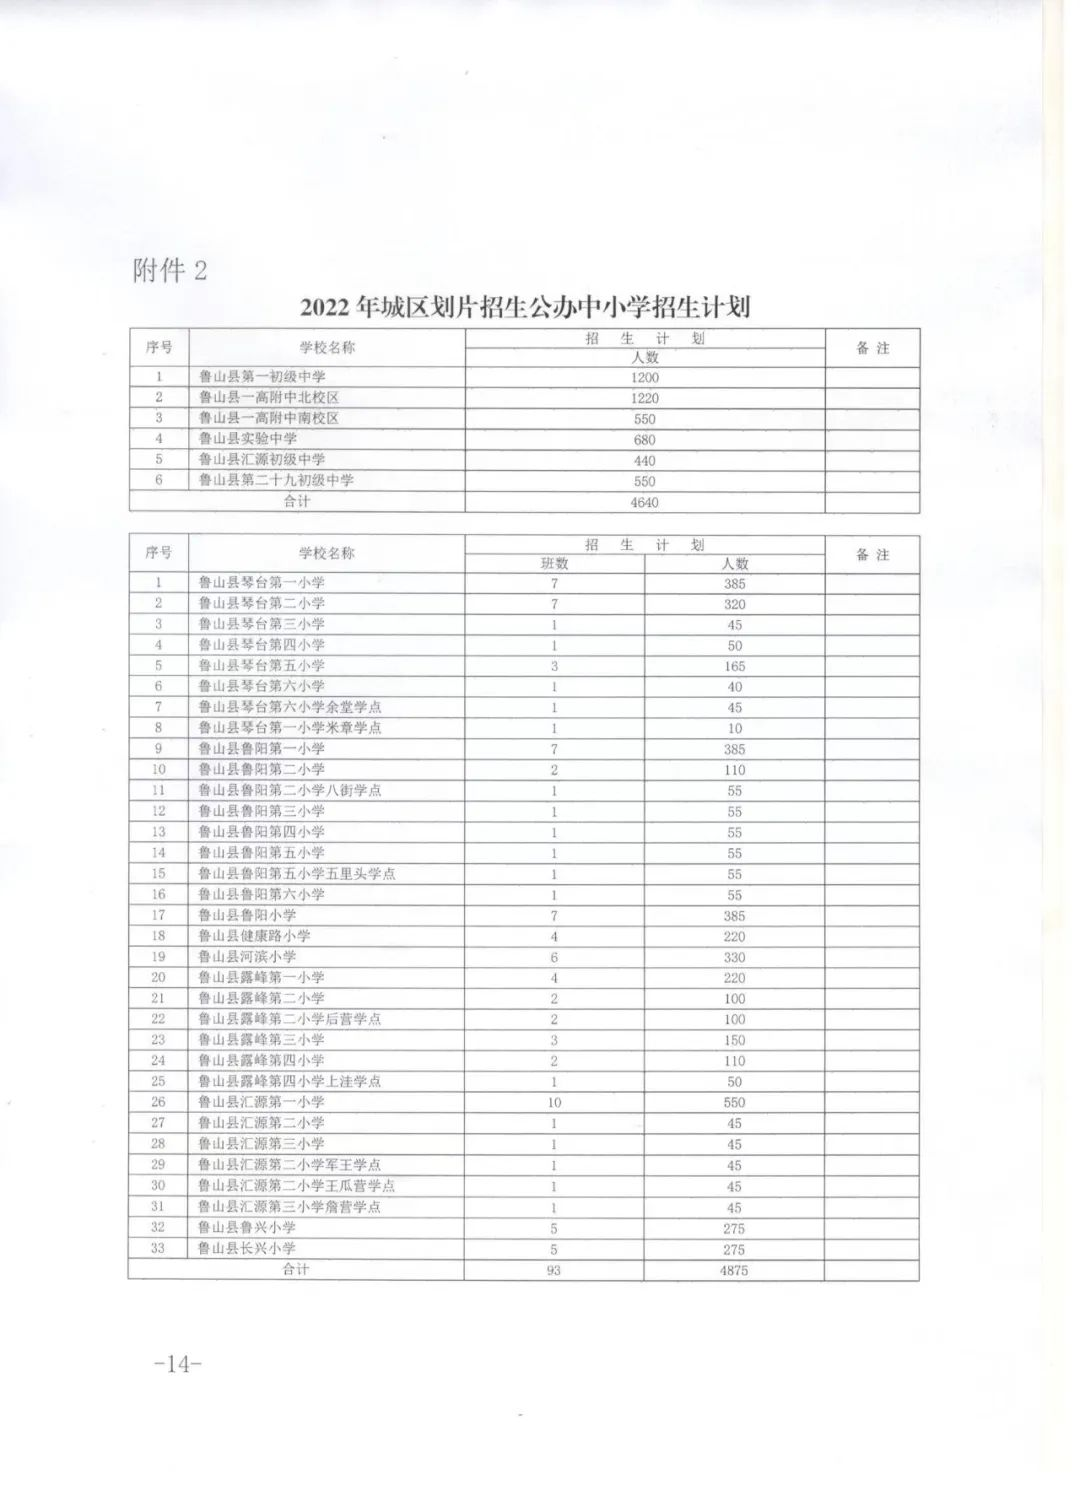 附件 2
2022 年城区划片招生公办中小学招生计划
序号 学校名称 招 生 计 划 备 注
人数
1 鲁山县第一初级中学 1200
2 鲁山县一高附中北校区 1220
3 鲁山县一高附中南校区 550
4 鲁山县实验中学 680
5 鲁山县汇源初级中学 440
6 鲁山县第二十九初级中学 550
合计 4640
序号 学校名称 招 生 计 划 备 注
班数 人数
1 鲁山县琴台第一小学 7 385
2 鲁山县琴台第二小学 7 320
3 鲁山县琴台第三小学 1 45
4 鲁山县琴台第四小学 1 50
5 鲁山县琴台第五小学 3 165
6 鲁山县琴台第六小学 1 40
7 鲁山县琴台第六小学余堂学点 1 45
8 鲁山县琴台第一小学米章学点 1 10
9 鲁山县鲁阳第一小学 7 385
10 鲁山县鲁阳第二小学 2 110
11 鲁山县鲁阳第二小学八街学点 1 55
12 鲁山县鲁阳第三小学 1 55
13 鲁山县鲁阳第四小学 1 55
14 鲁山县鲁阳第五小学 1 55
15 鲁山县鲁阳第五小学五里头学点 1 55
16 鲁山县鲁阳第六小学 1 55
17 鲁山县鲁阳小学 7 385
18 鲁山县健康路小学 4 220
19 鲁山县河滨小学 6 330
20 鲁山县露峰第一小学 4 220
21 鲁山县露峰第二小学 2 100
22 鲁山县露峰第二小学后营学点 2 100
23 鲁山县露峰第三小学 3 150
24 鲁山县露峰第四小学 2 110
25 鲁山县露峰第四小学上洼学点 1 50
26 鲁山县汇源第一小学 10 550
27 鲁山县汇源第二小学 1 45
28 鲁山县汇源第三小学 1 45
29 鲁山县汇源第二小学军王学点 1 45
30 鲁山县汇源第二小学王瓜营学点 1 45
31 鲁山县汇源第三小学詹营学点 1 45
32 鲁山县鲁兴小学 5 275
33 鲁山县长兴小学 5 275
合计 93 4875
-14-